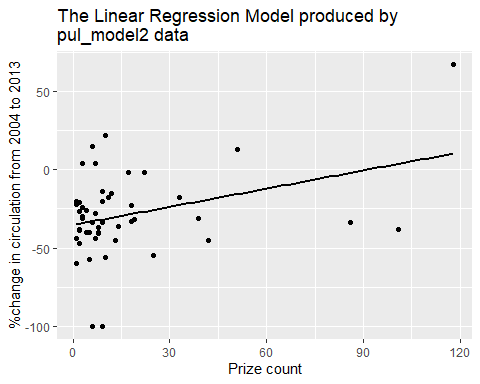 The Linear Regression Model produced by
pul_model2 data
%change in circulation from 2004 to 2013
50
0
-50
-100
0 30 60 90 120
Prize count